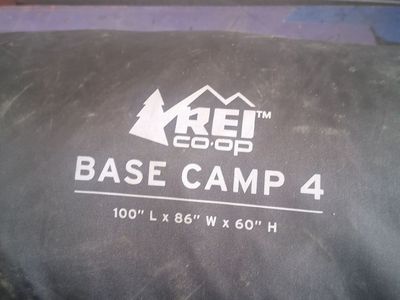 REI™
CO·OP
BASE CAMP 4
100" L x 86" W x 60" H